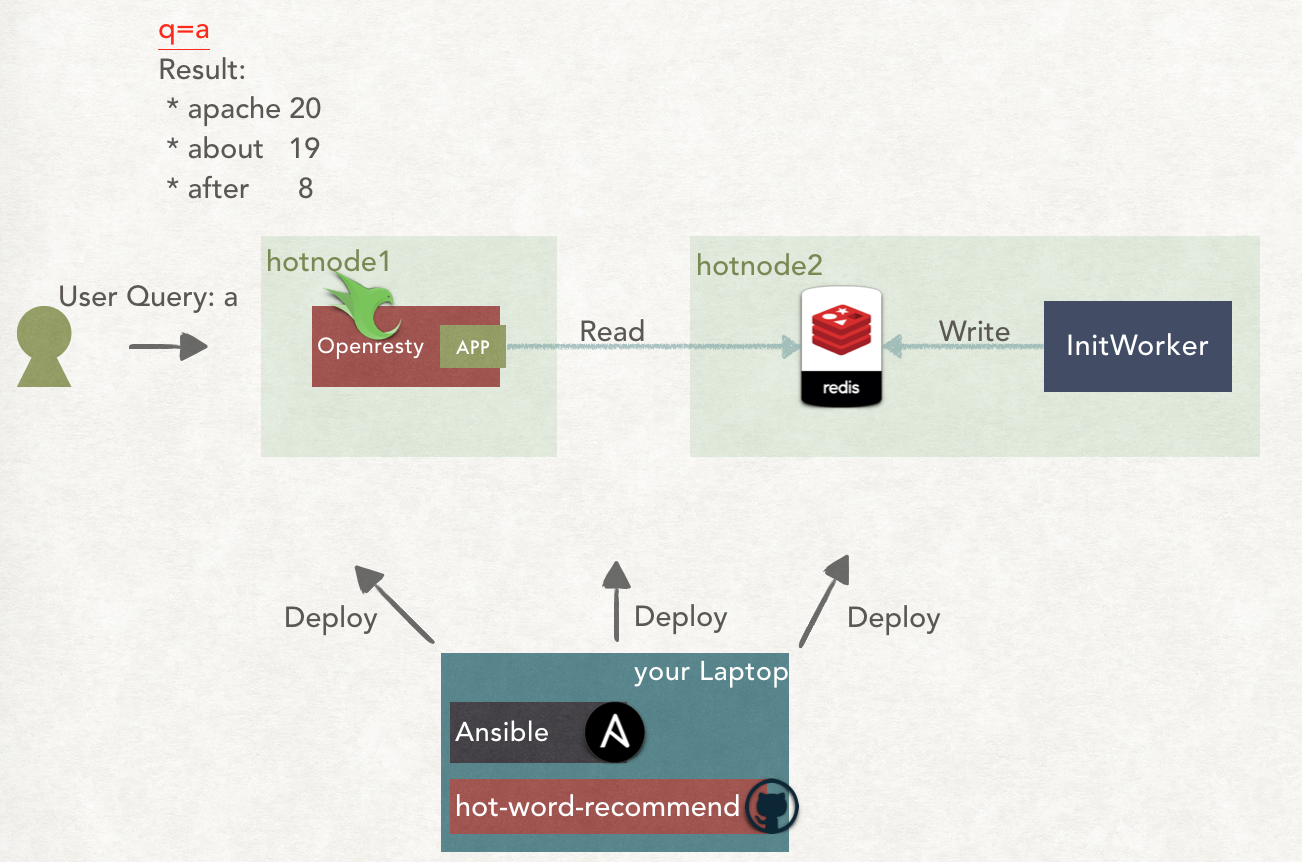 q=a
Result:
* apache 20
* about 19
* after 8
hotnode1
hotnode2
User Query: a
Openresty
APP
Read
redis
Write
InitWorker
Deploy
Deploy
Deploy
your Laptop
Ansible
hot-word-recommend